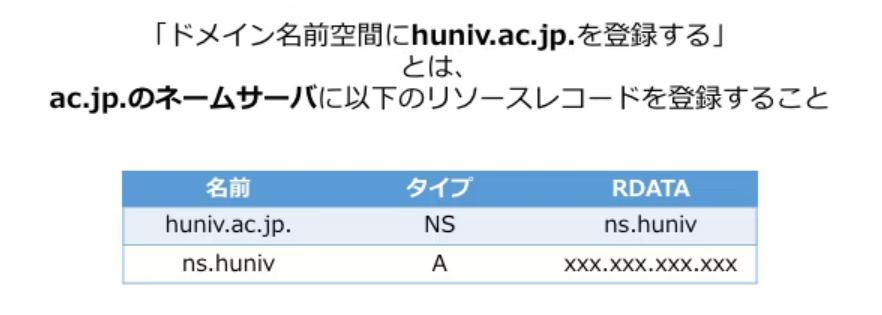 「ドメイン名前空間にhuniv.ac.jp.を登録する」
とは、
ac.jp.のネームサーバに以下のリソースレコードを登録すること
名前 タイプ RDATA
huniv.ac.jp. NS ns.huniv
ns.huniv A xxx.xxx.xxx.xxx